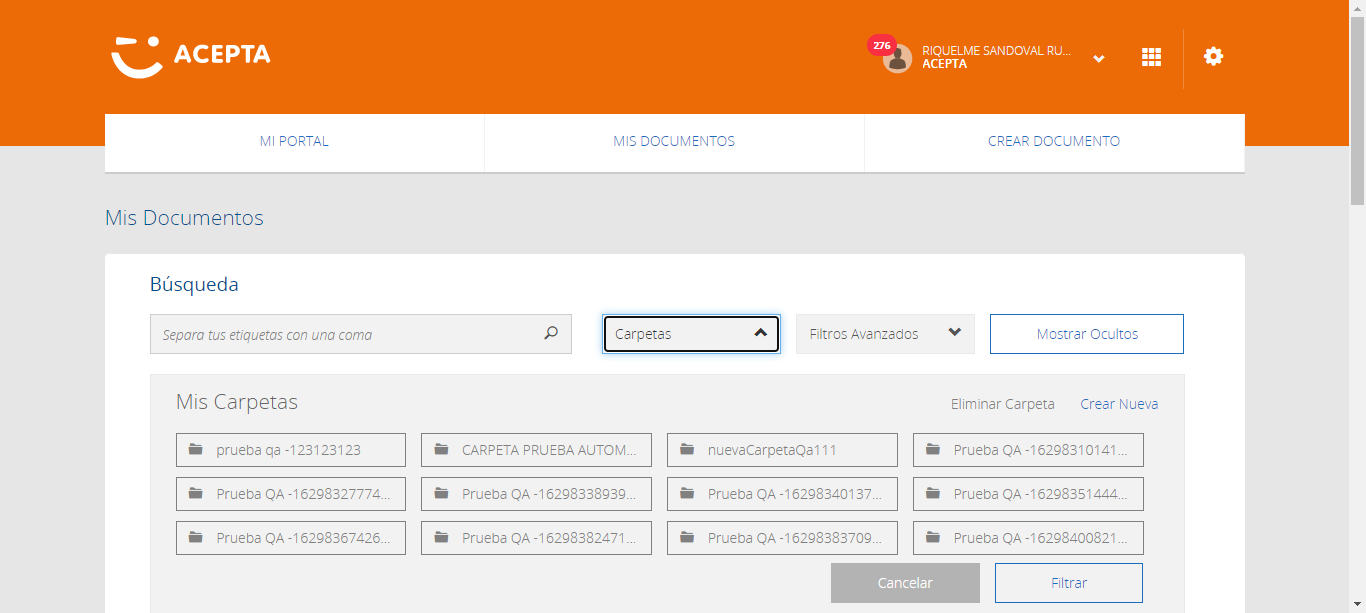 ACEPTA
276
RIQUELME SANDOVAL RU...
ACEPTA
MI PORTAL
MIS DOCUMENTOS
CREAR DOCUMENTO
Mis Documentos
Búsqueda
Separa tus etiquetas con una coma
Carpetas
Filtros Avanzados
Mostrar Ocultos
Mis Carpetas
Eliminar Carpeta
Crear Nueva
prueba qa -123123123
CARPETA PRUEBA AUTOM...
nuevaCarpetaQa111
Prueba QA -16298310141...
Prueba QA -16298327774...
Prueba QA -16298338939...
Prueba QA -16298340137...
Prueba QA -16298351444...
Prueba QA -16298367426...
Prueba QA -16298382471...
Prueba QA -16298383709...
Prueba QA -16298400821...
Cancelar
Filtrar